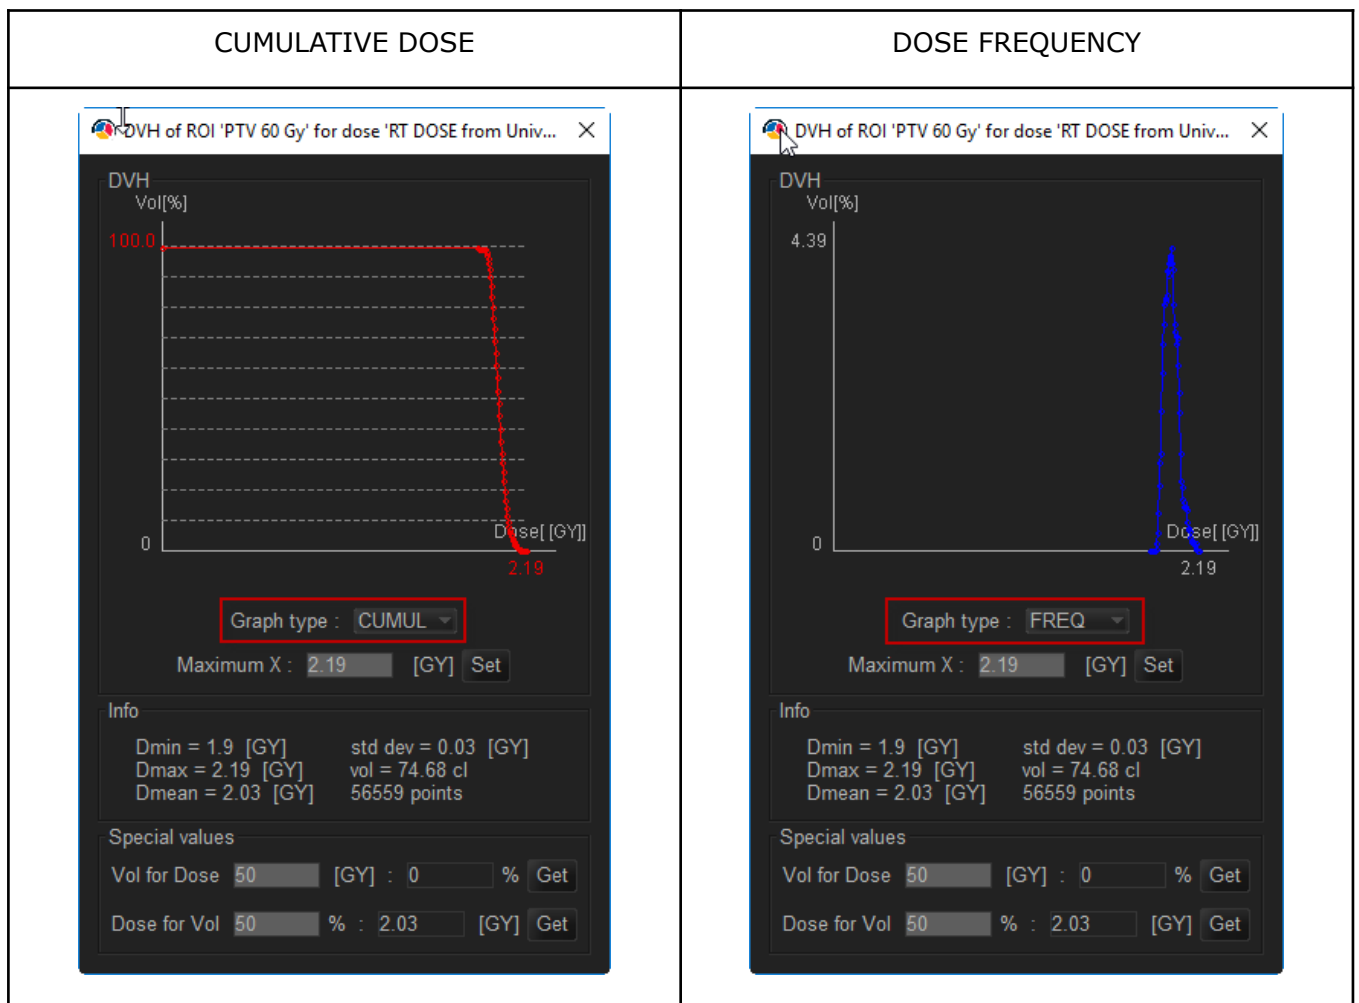 CUMULATIVE DOSE
DOSE FREQUENCY
DVH of ROI 'PTV 60 Gy' for dose 'RT DOSE from Univ...
DVH
Vol[%]
100.0
0
Dose[ [GY]]
2.19
Graph type : CUMUL
Maximum X : 2.19 [GY] Set
Info
Dmin = 1.9 [GY] std dev = 0.03 [GY]
Dmax = 2.19 [GY] vol = 74.68 cl
Dmean = 2.03 [GY] 56559 points
Special values
Vol for Dose 50 [GY] : 0 % Get
Dose for Vol 50 % : 2.03 [GY] Get
DVH of ROI 'PTV 60 Gy' for dose 'RT DOSE from Univ...
DVH
Vol[%]
4.39
0
Dose[ [GY]]
2.19
Graph type : FREQ
Maximum X : 2.19 [GY] Set
Info
Dmin = 1.9 [GY] std dev = 0.03 [GY]
Dmax = 2.19 [GY] vol = 74.68 cl
Dmean = 2.03 [GY] 56559 points
Special values
Vol for Dose 50 [GY] : 0 % Get
Dose for Vol 50 % : 2.03 [GY] Get